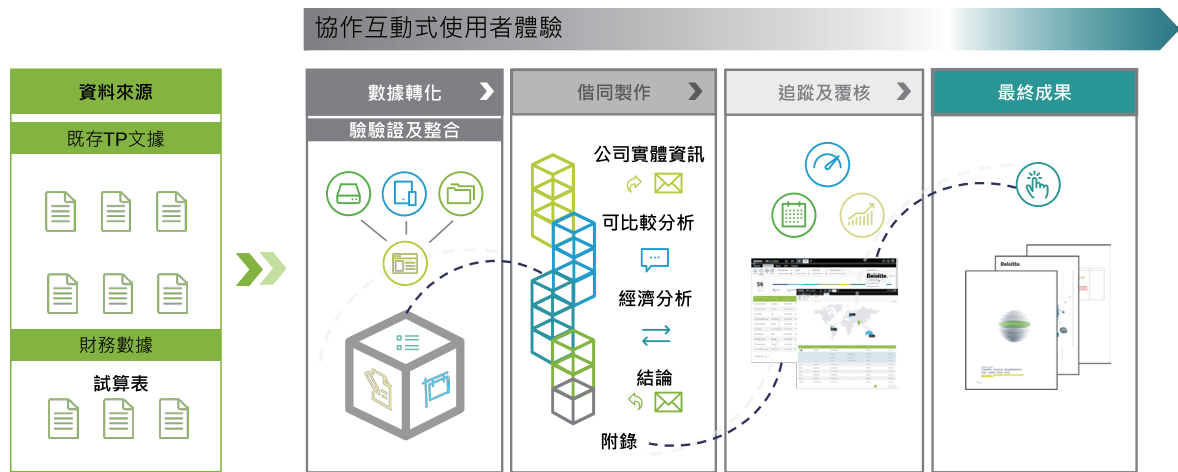 協作互動式使用者體驗
資料來源
既存TP文據
財務數據
試算表
數據轉化
驗驗證及整合
偕同製作
公司實體資訊
可比較分析
經濟分析
結論
附錄
追蹤及覆核
56
Deloitte.
最終成果
Deloitte.